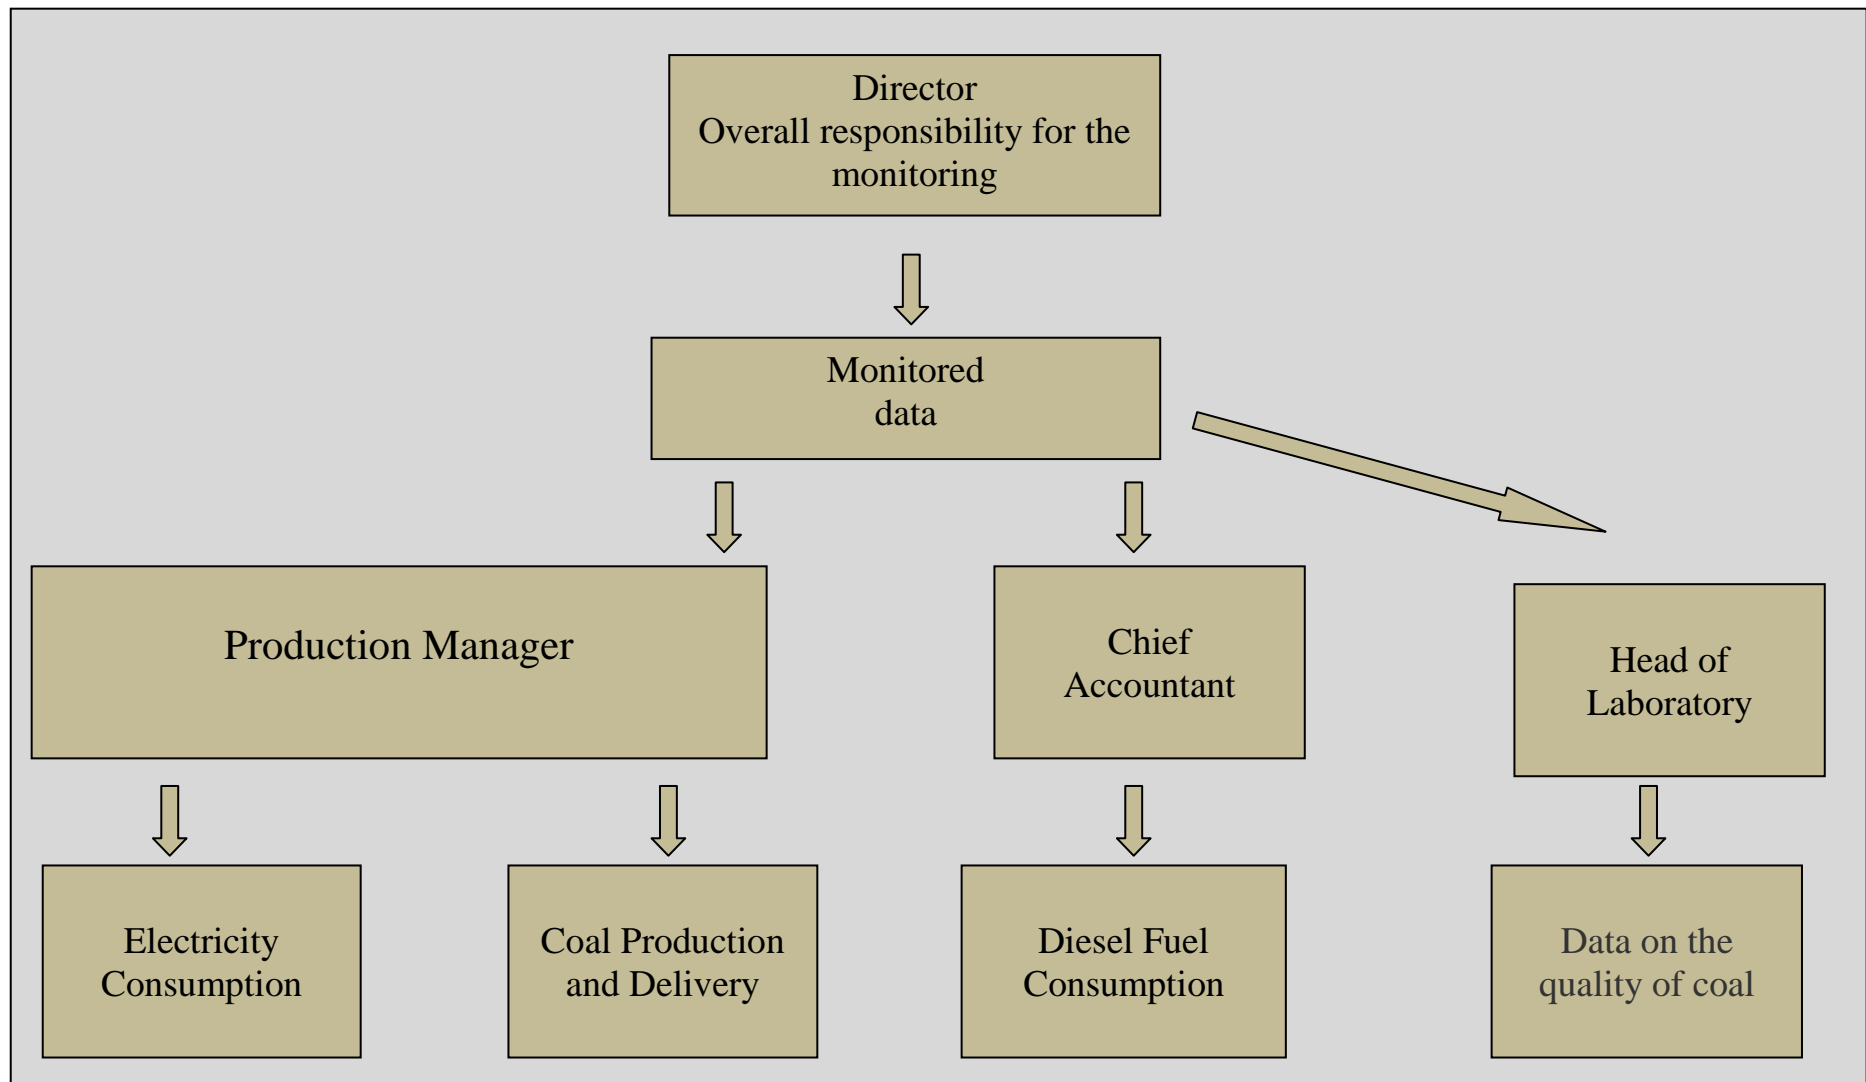 Director
Overall responsibility for the
monitoring
Monitored
data
Production Manager
Chief
Accountant
Head of
Laboratory
Electricity
Consumption
Coal Production
and Delivery
Diesel Fuel
Consumption
Data on the
quality of coal